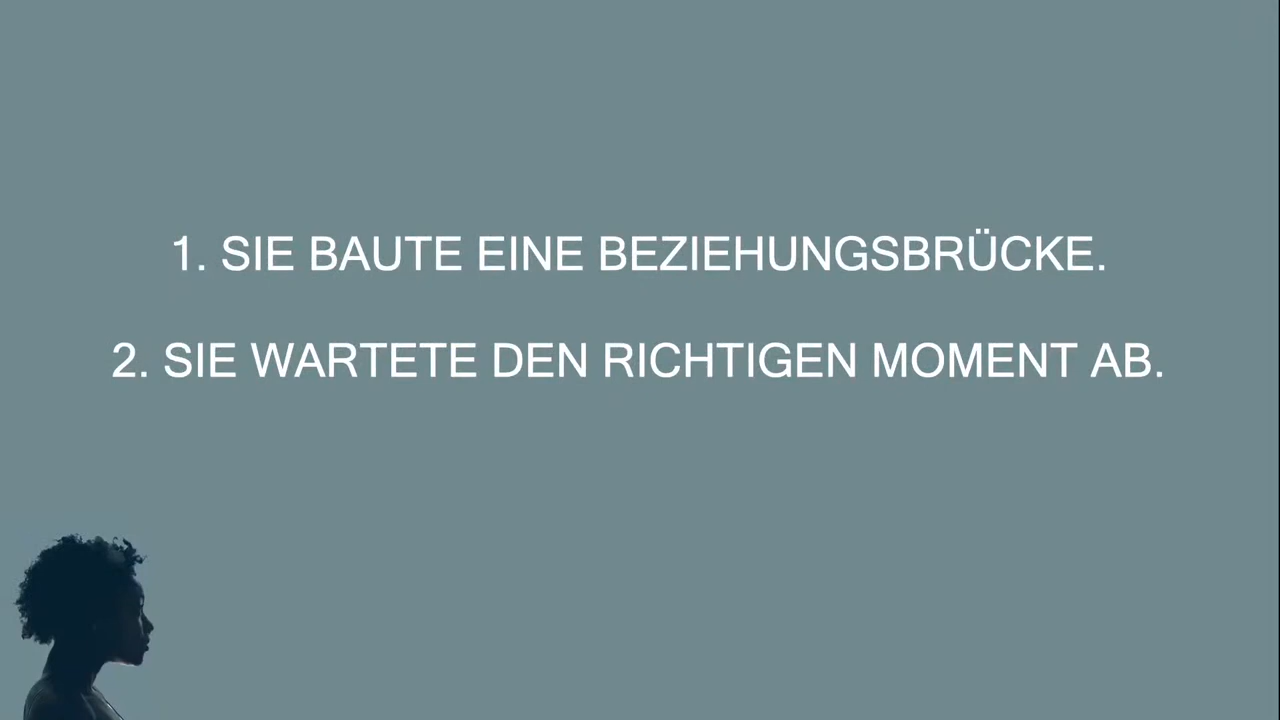 1. SIE BAUTE EINE BEZIEHUNGSBRÜCKE.
2. SIE WARTETE DEN RICHTIGEN MOMENT AB.